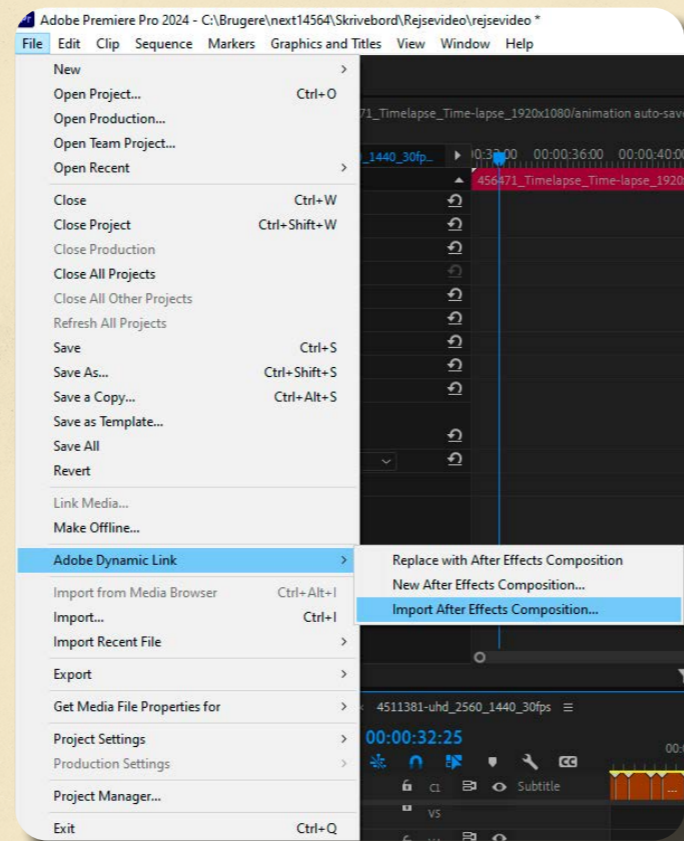 Adobe Premiere Pro 2024 - C:\Brugere\next14564\Skrivebord\Rejsevideo\rejsevideo *
File Edit Clip Sequence Markers Graphics and Titles View Window Help
New
Open Project... Ctrl+O
Open Production...
71_Timelapse_Time-lapse_1920x1080/animation auto-save
Open Team Project...
_1440_30fp... 00:00:36:00 00:00:40:0
Open Recent
456471_Timelapse_Time-lapse_1920
Close Ctrl+W
Close Project Ctrl+Shift+W
Close Production
Close All Projects
Close All Other Projects
Refresh All Projects
Save Ctrl+S
Save As... Ctrl+Shift+S
Save a Copy... Ctrl+Alt+S
Save as Template...
Save All
Revert
Link Media...
Make Offline...
Adobe Dynamic Link
Replace with After Effects Composition
New After Effects Composition...
Import After Effects Composition...
Import from Media Browser Ctrl+Alt+I
Import... Ctrl+I
Import Recent File
Export
Get Media File Properties for
4511381-uhd_2560_1440_30fps
Project Settings
00:00:32:25
00:
Production Settings
CC
Project Manager...
C1 Subtitle
...
V5
Exit Ctrl+Q